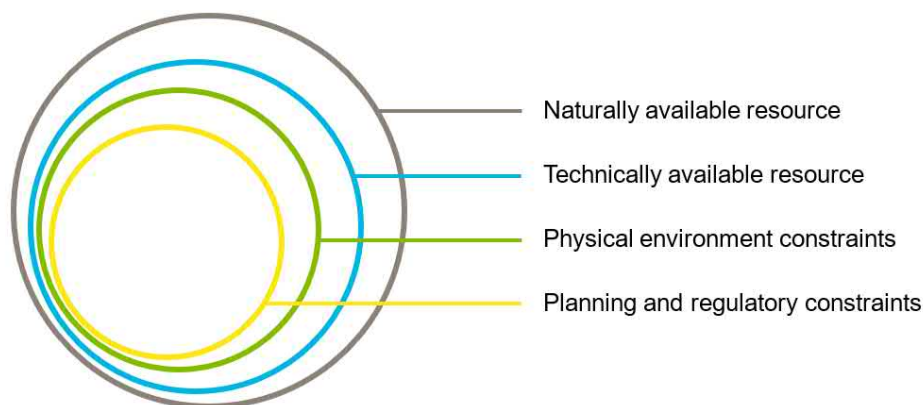 Naturally available resource
Technically available resource
Physical environment constraints
Planning and regulatory constraints